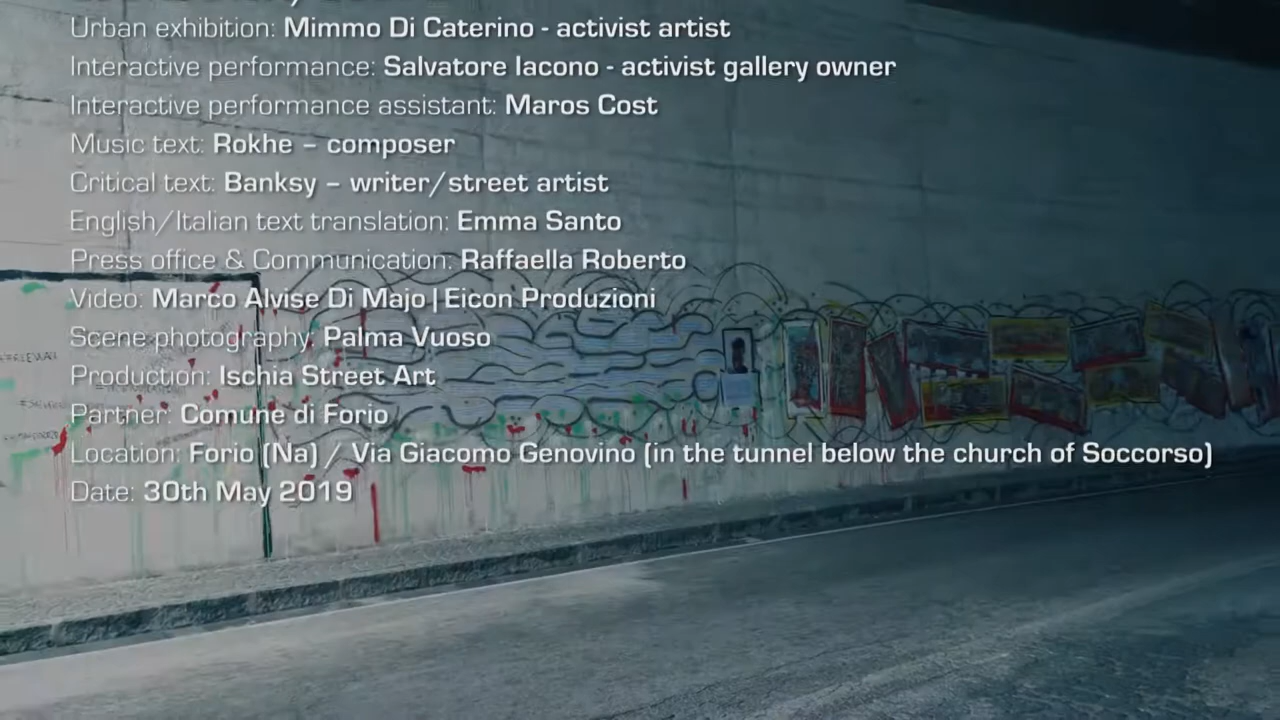 Urban exhibition: Mimmo Di Caterino - activist artist
Interactive performance: Salvatore Iacono - activist gallery owner
Interactive performance assistant: Maros Cost
Music text: Rokhe – composer
Critical text: Banksy – writer/street artist
English/Italian text translation: Emma Santo
Press office & Communication: Raffaella Roberto
Video: Marco Alvise Di Majo | Eicon Produzioni
Scene photography: Palma Vuoso
Production: Ischia Street Art
Partner: Comune di Forio
Location: Forio (Na) / Via Giacomo Genovino (in the tunnel below the church of Soccorso)
Date: 30th May 2019